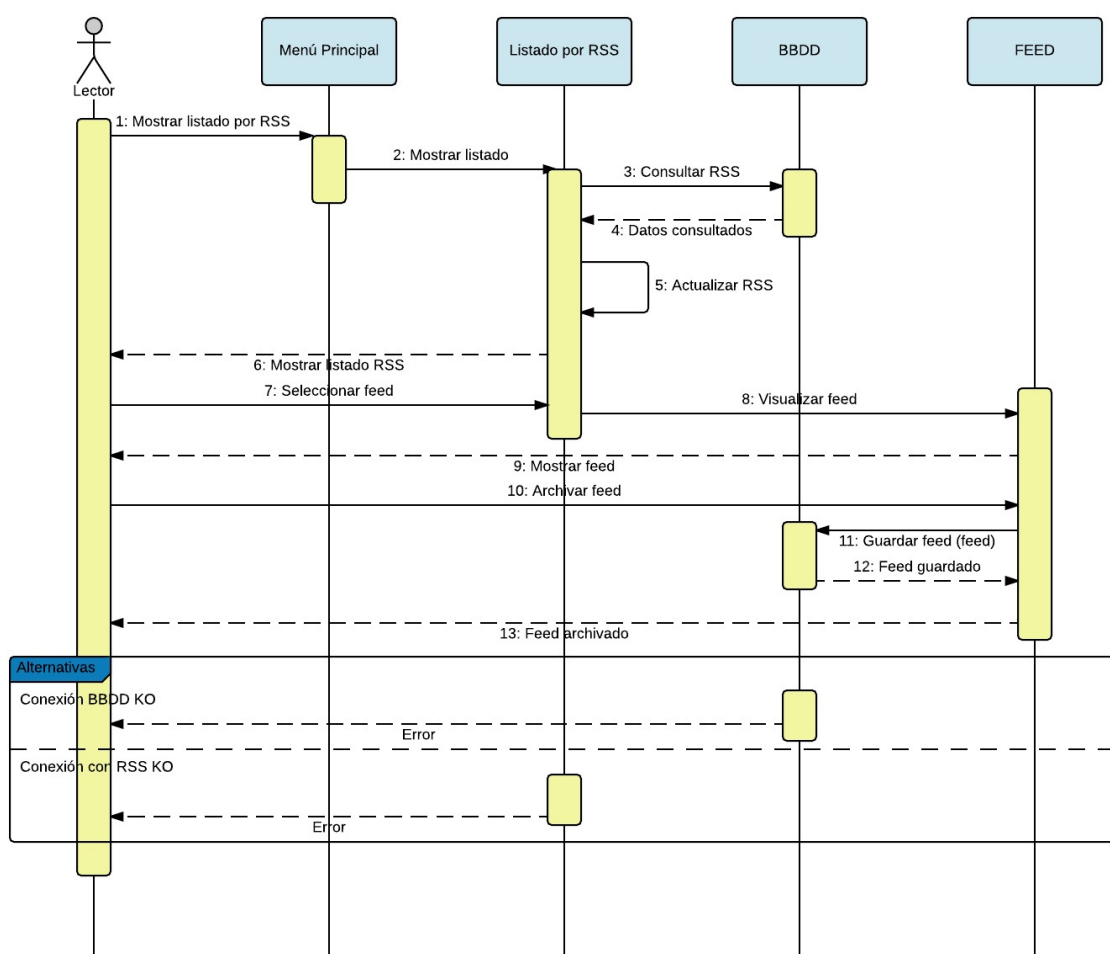 Menú Principal
Listado por RSS
BBDD
FEED
Lector
1: Mostrar listado por RSS
2: Mostrar listado
3: Consultar RSS
4: Datos consultados
5: Actualizar RSS
6: Mostrar listado RSS
7: Seleccionar feed
8: Visualizar feed
9: Mostrar feed
10: Archivar feed
11: Guardar feed (feed)
12: Feed guardado
13: Feed archivado
Alternativas
Conexión BBDD KO
Error
Conexión con RSS KO
Error